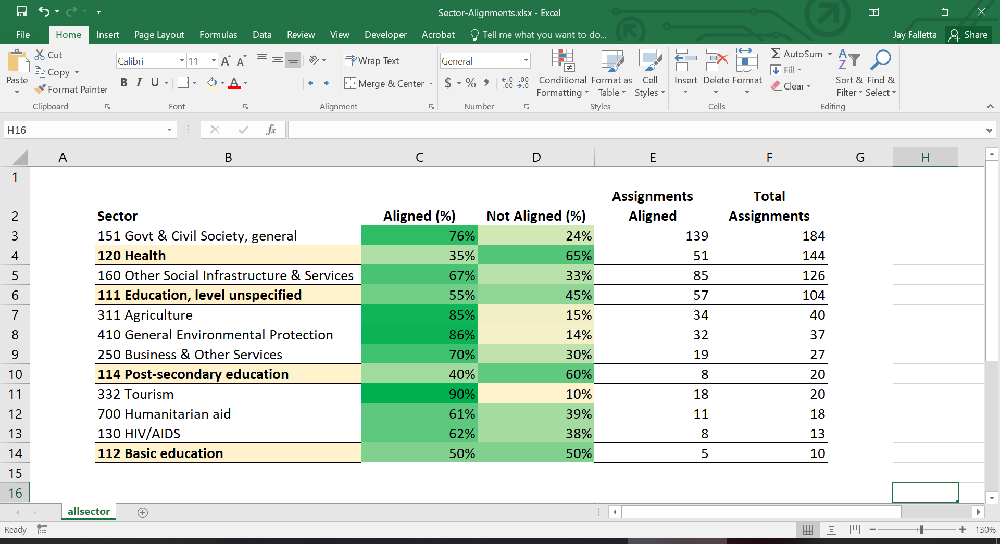 Sector-Alignments.xlsx - Excel
File Home Insert Page Layout Formulas Data Review View Developer Acrobat Tell me what you want to do... Jay Falletta Share
Paste
Cut
Copy
Format Painter
Clipboard
Calibri 11
B I U
Font
Wrap Text
Merge & Center
Alignment
General
$ % ,
Number
Conditional Formatting
Format as Table
Cell Styles
Styles
Insert Delete Format
Cells
AutoSum
Fill
Clear
Sort & Filter
Find & Select
Editing
H16 fx
A B C D E F G H
1
2 Sector Aligned (%) Not Aligned (%) Assignments Aligned Total Assignments
3 151 Govt & Civil Society, general 76% 24% 139 184
4 120 Health 35% 65% 51 144
5 160 Other Social Infrastructure & Services 67% 33% 85 126
6 111 Education, level unspecified 55% 45% 57 104
7 311 Agriculture 85% 15% 34 40
8 410 General Environmental Protection 86% 14% 32 37
9 250 Business & Other Services 70% 30% 19 27
10 114 Post-secondary education 40% 60% 8 20
11 332 Tourism 90% 10% 18 20
12 700 Humanitarian aid 61% 39% 11 18
13 130 HIV/AIDS 62% 38% 8 13
14 112 Basic education 50% 50% 5 10
15
16
allsector
Ready 130%